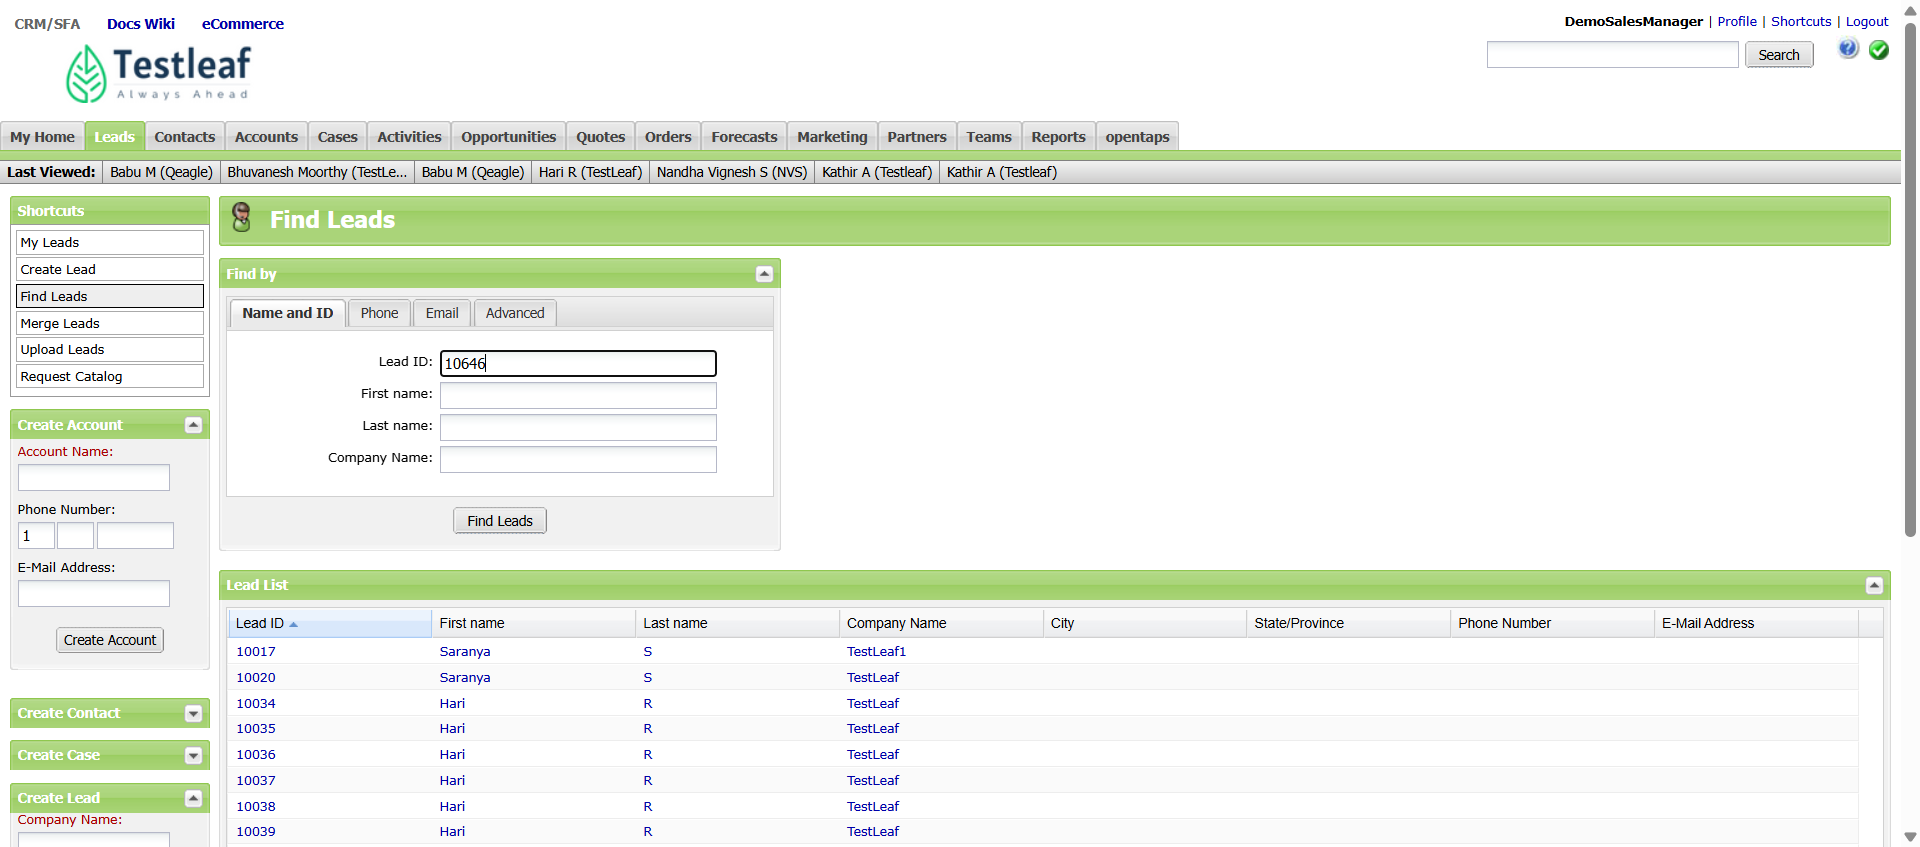 CRM/SFA Docs Wiki eCommerce
DemoSalesManager | Profile | Shortcuts | Logout
Testleaf
Always Ahead
Search
My Home Leads Contacts Accounts Cases Activities Opportunities Quotes Orders Forecasts Marketing Partners Teams Reports opentaps
Last Viewed: Babu M (Qeagle) Bhuvanesh Moorthy (TestLe... Babu M (Qeagle) Hari R (TestLeaf) Nandha Vignesh S (NVS) Kathir A (Testleaf) Kathir A (Testleaf)
Shortcuts
My Leads
Create Lead
Find Leads
Merge Leads
Upload Leads
Request Catalog
Create Account
Account Name:
Phone Number:
1
E-Mail Address:
Create Account
Create Contact
Create Case
Create Lead
Company Name:
Find Leads
Find by
Name and ID Phone Email Advanced
Lead ID: 10646
First name:
Last name:
Company Name:
Find Leads
Lead List
Lead ID First name Last name Company Name City State/Province Phone Number E-Mail Address
10017 Saranya S TestLeaf1
10020 Saranya S TestLeaf
10034 Hari R TestLeaf
10035 Hari R TestLeaf
10036 Hari R TestLeaf
10037 Hari R TestLeaf
10038 Hari R TestLeaf
10039 Hari R TestLeaf